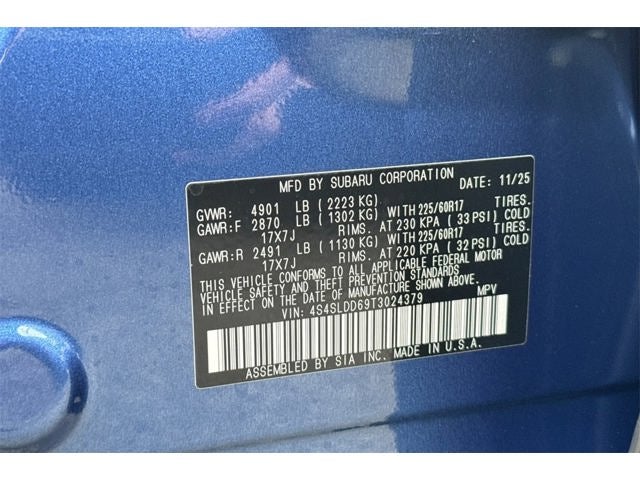 MFD BY SUBARU CORPORATION DATE: 11/25
GVWR: 4901 LB (2223 KG)
GAWR:F 2870 LB (1302 KG) WITH 225/60R17 TIRES.
17X7J RIMS. AT 230 KPA (33 PSI) COLD
GAWR:R 2491 LB (1130 KG) WITH 225/60R17 TIRES.
17X7J RIMS. AT 220 KPA (32 PSI) COLD
THIS VEHICLE CONFORMS TO ALL APPLICABLE FEDERAL MOTOR
VEHICLE SAFETY AND THEFT PREVENTION STANDARDS
IN EFFECT ON THE DATE OF MANUFACTURE SHOWN ABOVE.
VIN: 4S4SLDD69T3024379 MPV
ASSEMBLED BY SIA INC. MADE IN U.S.A.